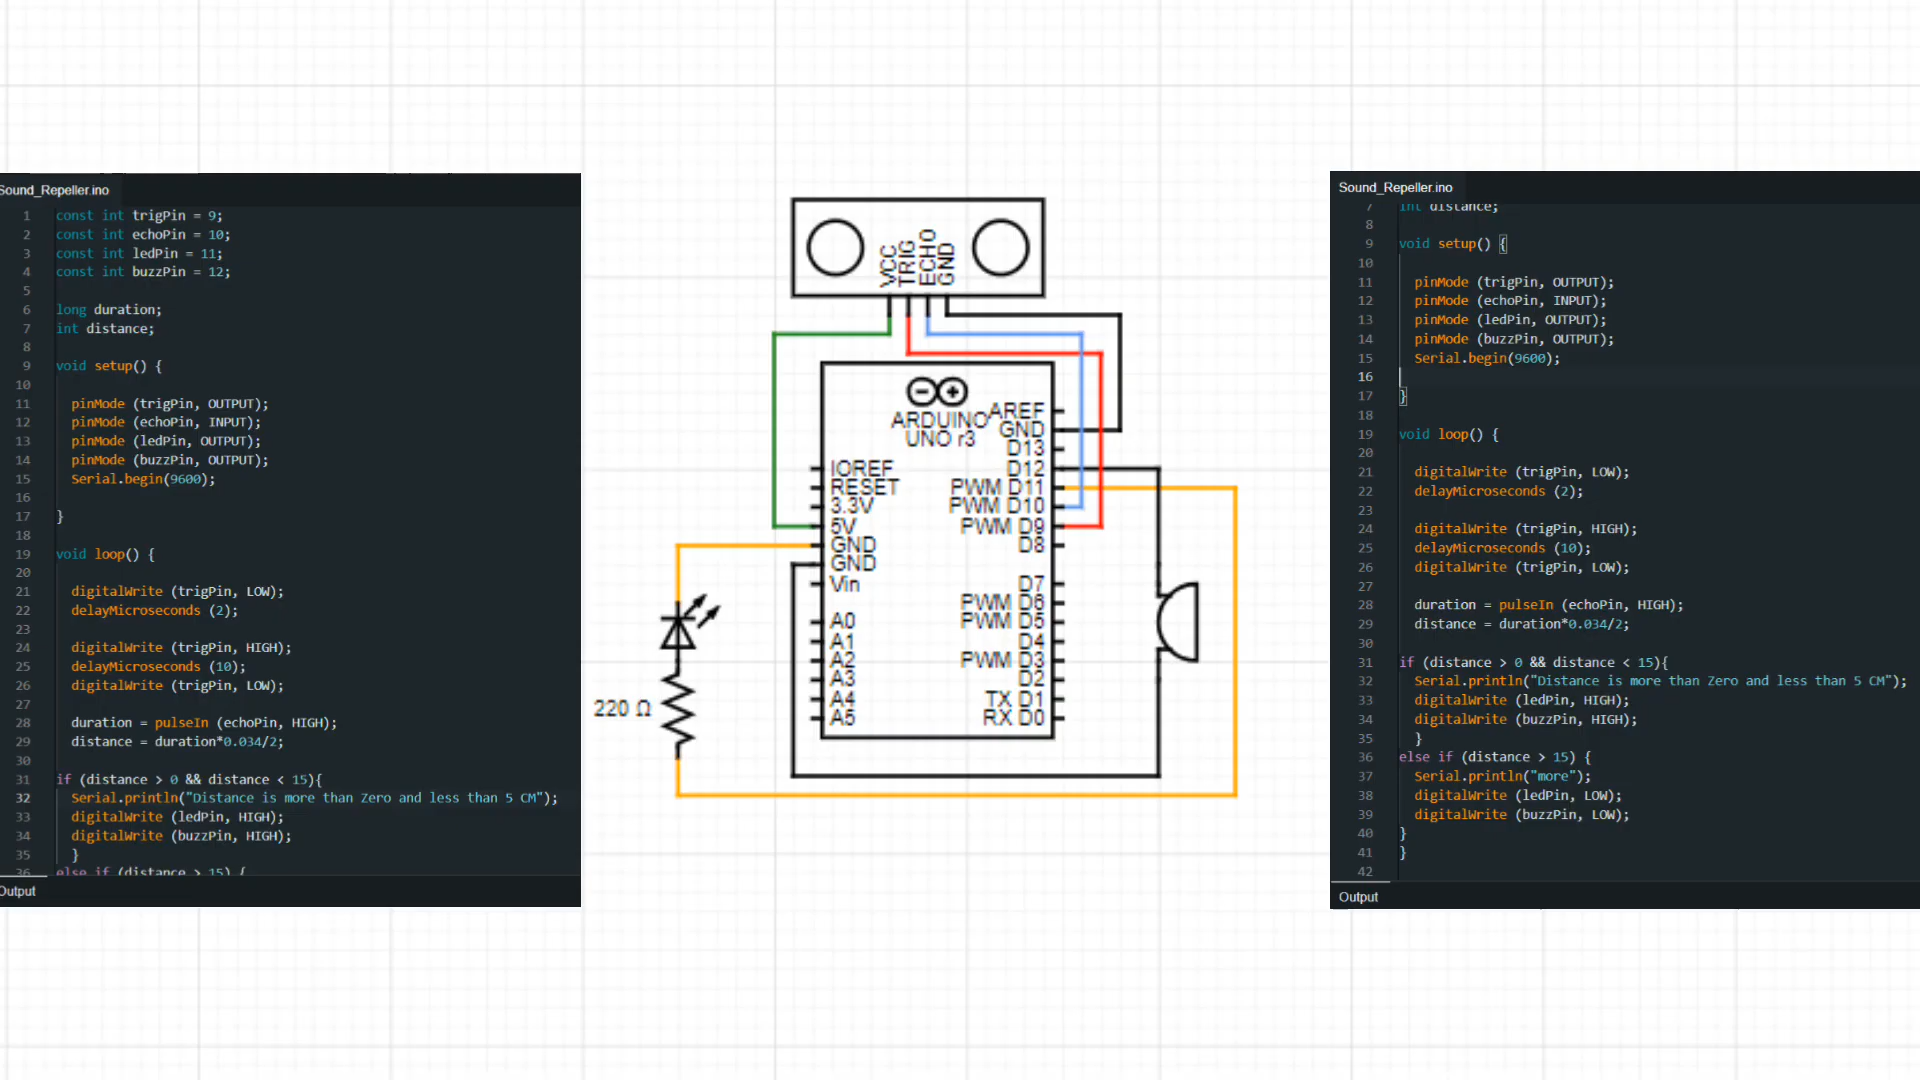 Sound_Repeller.ino
1 const int trigPin = 9;
2 const int echoPin = 10;
3 const int ledPin = 11;
4 const int buzzPin = 12;
5
6 long duration;
7 int distance;
8
9 void setup() {
10
11 pinMode (trigPin, OUTPUT);
12 pinMode (echoPin, INPUT);
13 pinMode (ledPin, OUTPUT);
14 pinMode (buzzPin, OUTPUT);
15 Serial.begin(9600);
16
17 }
18
19 void loop() {
20
21 digitalWrite (trigPin, LOW);
22 delayMicroseconds (2);
23
24 digitalWrite (trigPin, HIGH);
25 delayMicroseconds (10);
26 digitalWrite (trigPin, LOW);
27
28 duration = pulseIn (echoPin, HIGH);
29 distance = duration*0.034/2;
30
31 if (distance > 0 && distance < 15){
32 Serial.println("Distance is more than Zero and less than 5 CM");
33 digitalWrite (ledPin, HIGH);
34 digitalWrite (buzzPin, HIGH);
35 }
36 else if (distance > 15) {
Output
VCC
TRIG
ECHO
GND
ARDUINO
UNO r3
AREF
GND
D13
D12
PWM D11
PWM D10
PWM D9
D8
D7
PWM D6
PWM D5
D4
PWM D3
D2
TX D1
RX D0
IOREF
RESET
3.3V
5V
GND
GND
Vin
A0
A1
A2
A3
A4
A5
220 Ω
Sound_Repeller.ino
7 int distance;
8
9 void setup() {
10
11 pinMode (trigPin, OUTPUT);
12 pinMode (echoPin, INPUT);
13 pinMode (ledPin, OUTPUT);
14 pinMode (buzzPin, OUTPUT);
15 Serial.begin(9600);
16
17 }
18
19 void loop() {
20
21 digitalWrite (trigPin, LOW);
22 delayMicroseconds (2);
23
24 digitalWrite (trigPin, HIGH);
25 delayMicroseconds (10);
26 digitalWrite (trigPin, LOW);
27
28 duration = pulseIn (echoPin, HIGH);
29 distance = duration*0.034/2;
30
31 if (distance > 0 && distance < 15){
32 Serial.println("Distance is more than Zero and less than 5 CM");
33 digitalWrite (ledPin, HIGH);
34 digitalWrite (buzzPin, HIGH);
35 }
36 else if (distance > 15) {
37 Serial.println("more");
38 digitalWrite (ledPin, LOW);
39 digitalWrite (buzzPin, LOW);
40 }
41 }
42
Output